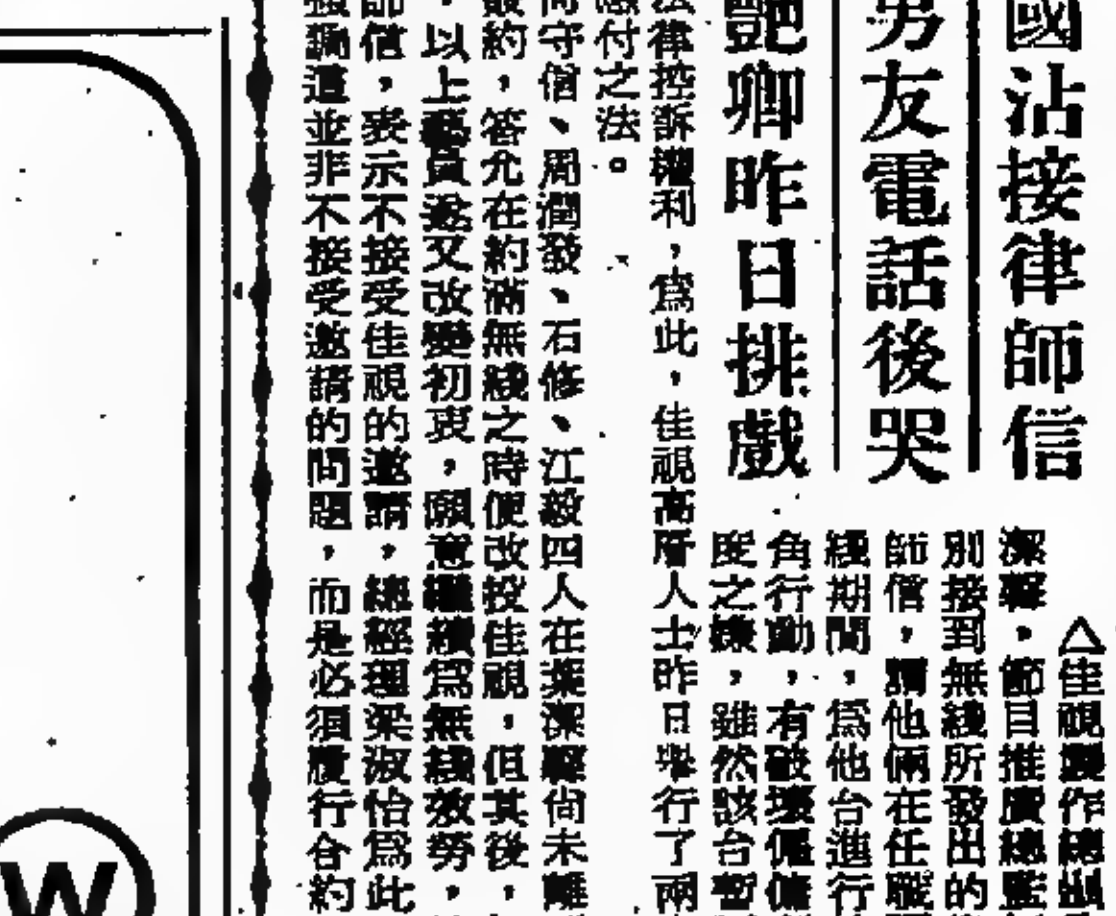 國沾接律師信
男友電話後哭
艷卿昨日排戲
△佳視製作總監
潔馨,節目推廣總監
別接到無綫所發出的
師信,謂他倆在任職
綫期間,為他台進行
角行動,有破壞僱傭
度之嫌,雖然該台暫
法律控訴權利,為此,佳視高層人士昨日舉行了兩
應付之法。
何守信、周潤發、石修、江毅四人在葉潔馨尚未離
簽約,答允在約滿無綫之時便改投佳視,但其後,
,以上藝員遂又改變初衷,願意繼續為無綫效勞,
師信,表示不接受佳視的邀請,總經理梁淑怡為此
強調這並非不接受邀請的問題,而是必須履行合約
W